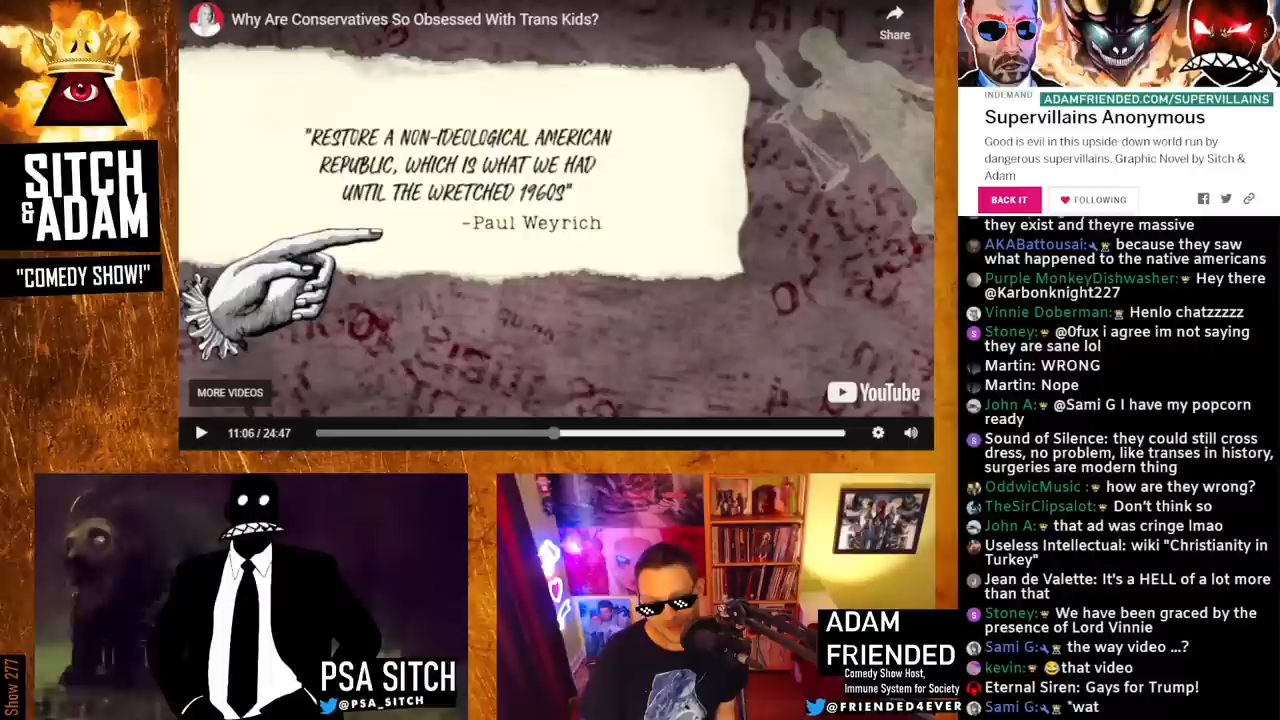 Why Are Conservatives So Obsessed With Trans Kids?
Share
"RESTORE A NON-IDEOLOGICAL AMERICAN
REPUBLIC, WHICH IS WHAT WE HAD
UNTIL THE WRETCHED 1960S"
-Paul Weyrich
MORE VIDEOS
YouTube
11:06 / 24:47
SITCH
& ADAM
"COMEDY SHOW!"
Show 277
PSA SITCH
@PSA_SITCH
ADAM
FRIENDED
Comedy Show Host,
Immune System for Society
@FRIENDED4EVER
INDEMAND
ADAMFRIENDED.COM/SUPERVILLAINS
Supervillains Anonymous
Good is evil in this upside-down world run by
dangerous supervillains. Graphic Novel by Sitch &
Adam
BACK IT
FOLLOWING
they exist and theyre massive
AKABattousai: because they saw
what happened to the native americans
Purple MonkeyDishwasher: Hey there
@Karbonknight227
Vinnie Doberman: Henlo chatzzzzz
Stoney: @0fux i agree im not saying
they are sane lol
Martin: WRONG
Martin: Nope
John A: @Sami G I have my popcorn
ready
Sound of Silence: they could still cross
dress, no problem, like transes in history,
surgeries are modern thing
OddwicMusic : how are they wrong?
TheSirClipsalot: Don't think so
John A: that ad was cringe lmao
Useless Intellectual: wiki "Christianity in
Turkey"
Jean de Valette: It's a HELL of a lot more
than that
Stoney: We have been graced by the
presence of Lord Vinnie
Sami G: the way video ...?
kevin: 😂that video
Eternal Siren: Gays for Trump!
Sami G: *wat